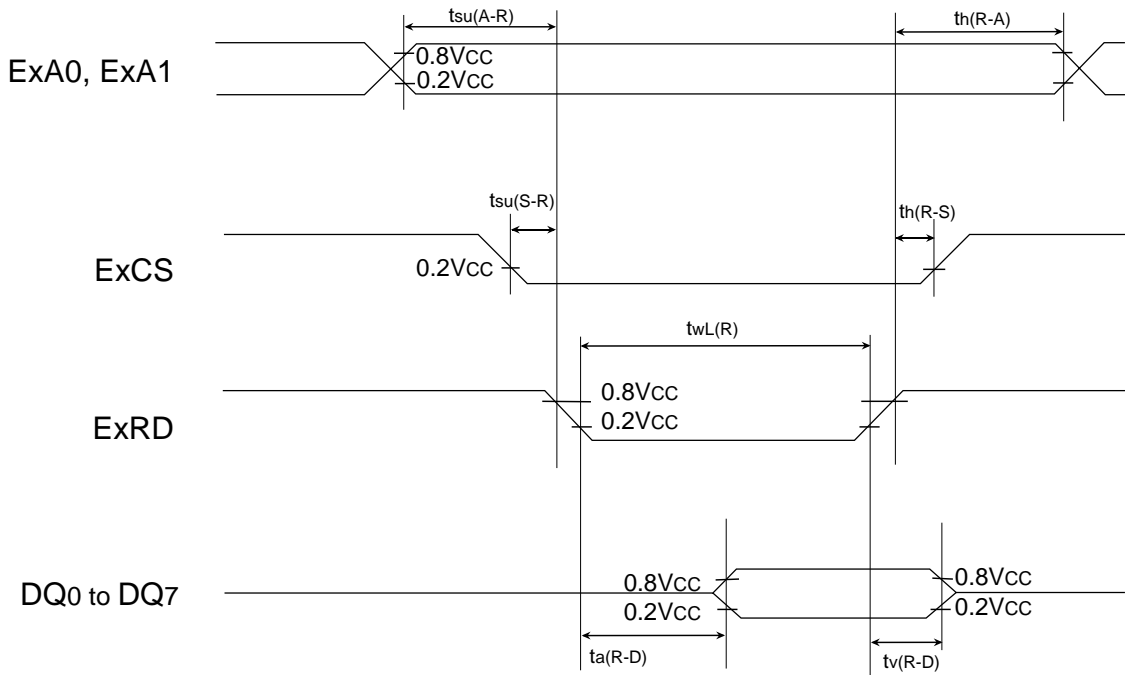 tsu(A-R)
th(R-A)
ExA0, ExA1
0.8VCC
0.2VCC
tsu(S-R)
th(R-S)
ExCS
0.2VCC
twL(R)
ExRD
0.8VCC
0.2VCC
DQ0 to DQ7
0.8VCC
0.8VCC
0.2VCC
0.2VCC
ta(R-D)
tv(R-D)